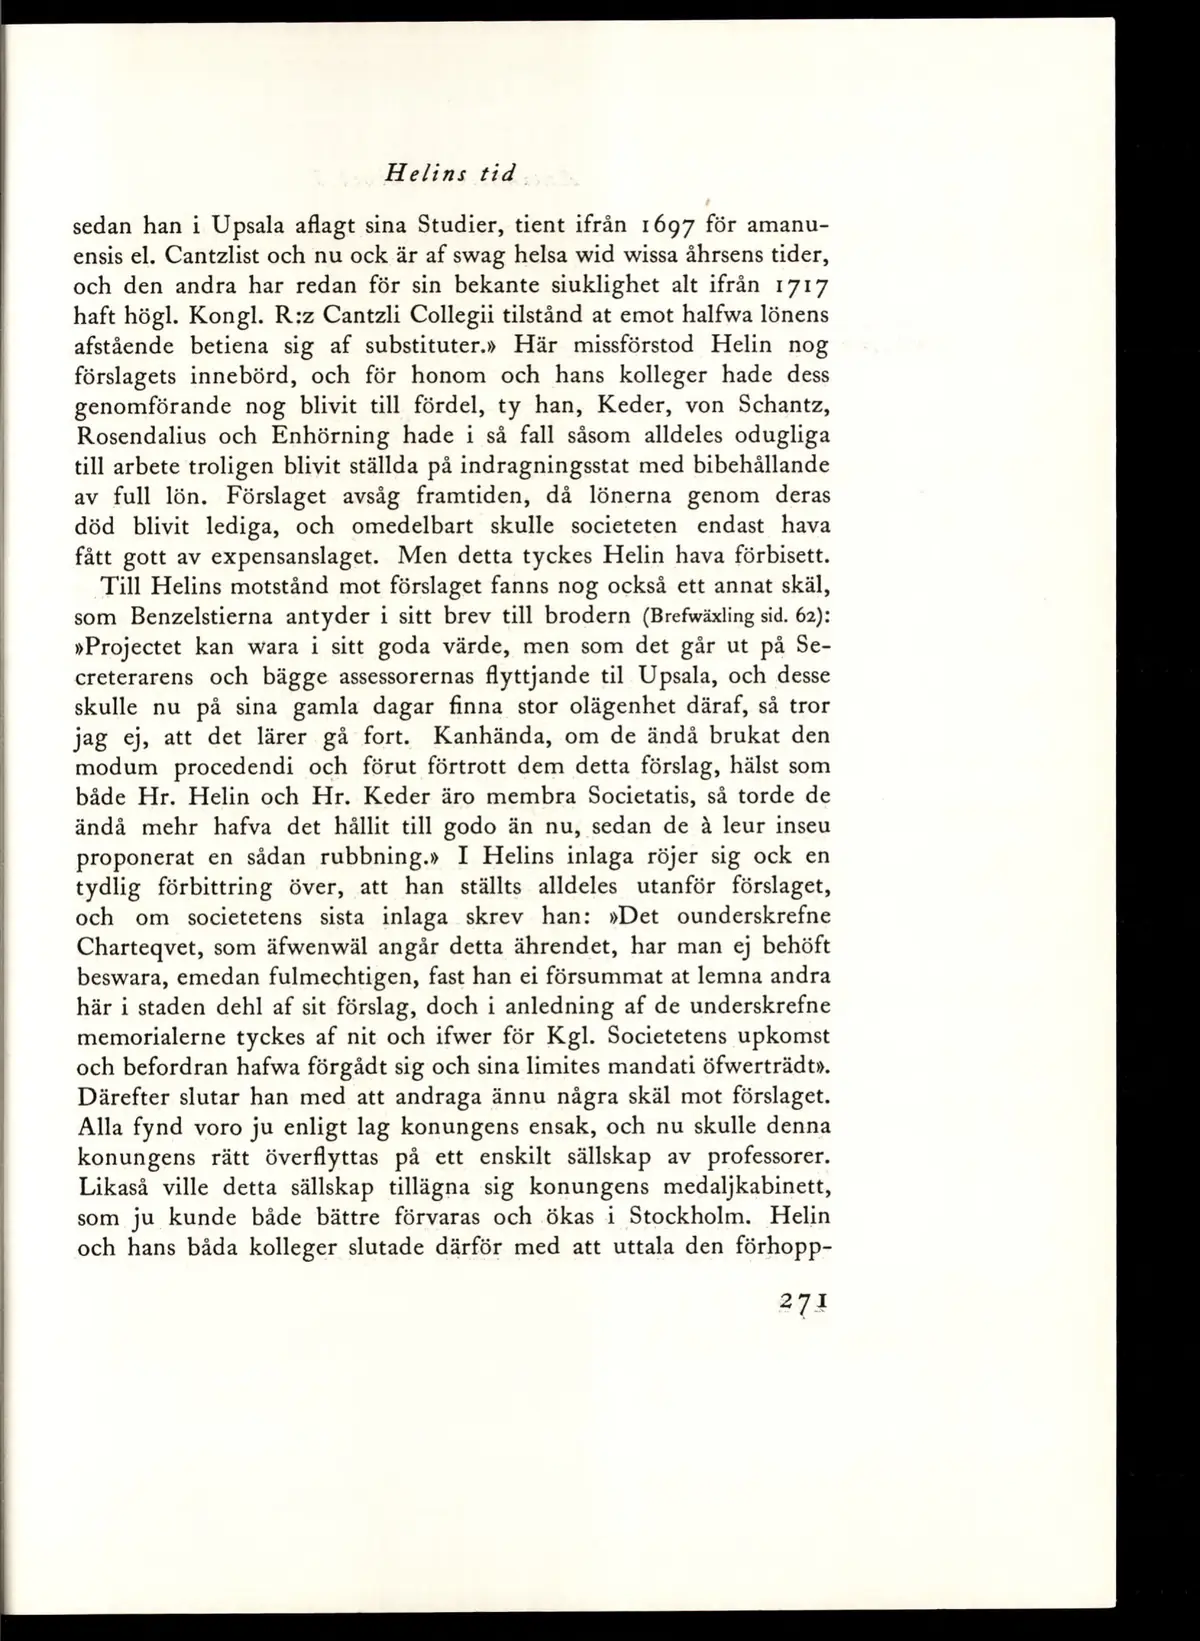 Helins tid
sedan han i Upsala aflagt sina Studier, tient ifrån 1697 för amanu-
ensis el. Cantzlist och nu ock är af swag helsa wid wissa åhrsens tider,
och den andra har redan för sin bekante siuklighet alt ifrån 1717
haft högl. Kongl. R:z Cantzli Collegii tilstånd at emot halfwa lönens
afstående betiena sig af substituter.» Här missförstod Helin nog
förslagets innebörd, och för honom och hans kolleger hade dess
genomförande nog blivit till fördel, ty han, Keder, von Schantz,
Rosendalius och Enhörning hade i så fall såsom alldeles odugliga
till arbete troligen blivit ställda på indragningsstat med bibehållande
av full lön. Förslaget avsåg framtiden, då lönerna genom deras
död blivit lediga, och omedelbart skulle societeten endast hava
fått gott av expensanslaget. Men detta tyckes Helin hava förbisett.
Till Helins motstånd mot förslaget fanns nog också ett annat skäl,
som Benzelstierna antyder i sitt brev till brodern (Brefwäxling sid. 62):
»Projectet kan wara i sitt goda värde, men som det går ut på Se-
creterarens och bägge assessorernas flyttjande til Upsala, och desse
skulle nu på sina gamla dagar finna stor olägenhet däraf, så tror
jag ej, att det lärer gå fort. Kanhända, om de ändå brukat den
modum procedendi och förut förtrott dem detta förslag, hälst som
både Hr. Helin och Hr. Keder äro membra Societatis, så torde de
ändå mehr hafva det hållit till godo än nu, sedan de à leur inseu
proponerat en sådan rubbning.» I Helins inlaga röjer sig ock en
tydlig förbittring över, att han ställts alldeles utanför förslaget,
och om societetens sista inlaga skrev han: »Det ounderskrefne
Charteqvet, som äfwenwäl angår detta ährendet, har man ej behöft
beswara, emedan fulmechtigen, fast han ei försummat at lemna andra
här i staden dehl af sit förslag, doch i anledning af de underskrefne
memorialerne tyckes af nit och ifwer för Kgl. Societetens upkomst
och befordran hafwa förgådt sig och sina limites mandati öfwerträdt».
Därefter slutar han med att andraga ännu några skäl mot förslaget.
Alla fynd voro ju enligt lag konungens ensak, och nu skulle denna
konungens rätt överflyttas på ett enskilt sällskap av professorer.
Likaså ville detta sällskap tillägna sig konungens medaljkabinett,
som ju kunde både bättre förvaras och ökas i Stockholm. Helin
och hans båda kolleger slutade därför med att uttala den förhopp-
271